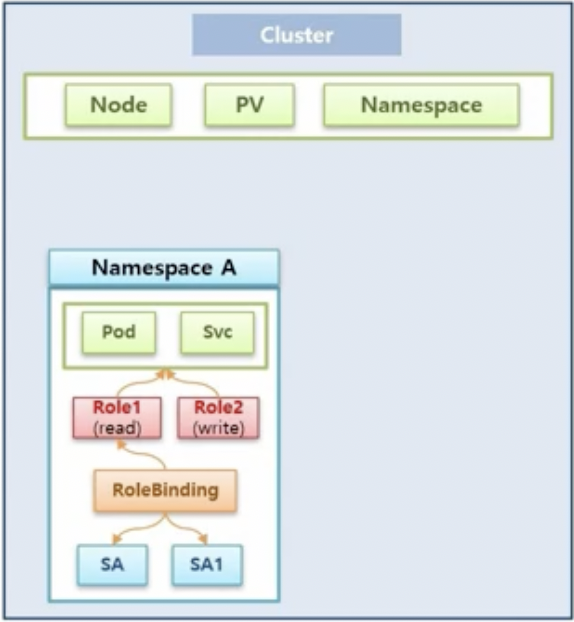 Cluster
Node PV Namespace
Namespace A
Pod Svc
Role1 Role2
(read) (write)
RoleBinding
SA SA1